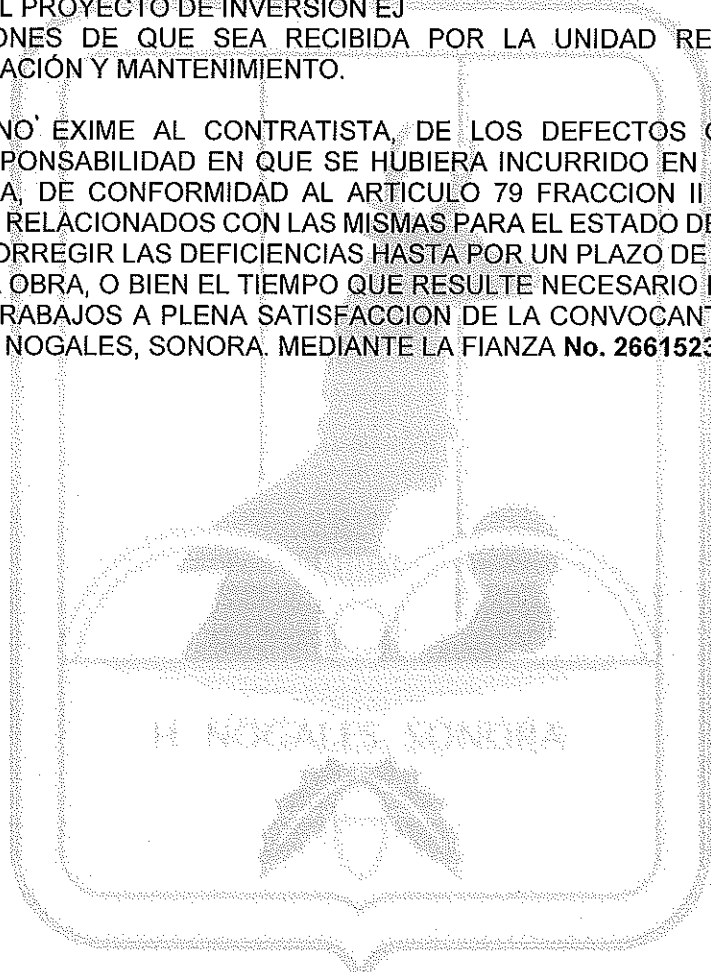 L PROYECTO DE INVERSION EJ
ONES DE QUE SEA RECIBIDA POR LA UNIDAD RE
ACIÓN Y MANTENIMIENTO.
NO' EXIME AL CONTRATISTA, DE LOS DEFECTOS
PONSABILIDAD EN QUE SE HUBIERA INCURRIDO EN
A, DE CONFORMIDAD AL ARTICULO 79 FRACCION II
RELACIONADOS CON LAS MISMAS PARA EL ESTADO DE
ORREGIR LAS DEFICIENCIAS HASTA POR UN PLAZO DE
OBRA, O BIEN EL TIEMPO QUE RESULTE NECESARIO
RABAJOS A PLENA SATISFACCION DE LA CONVOCANT
NOGALES, SONORA. MEDIANTE LA FIANZA No. 2661523
H. NOGALES, SONORA